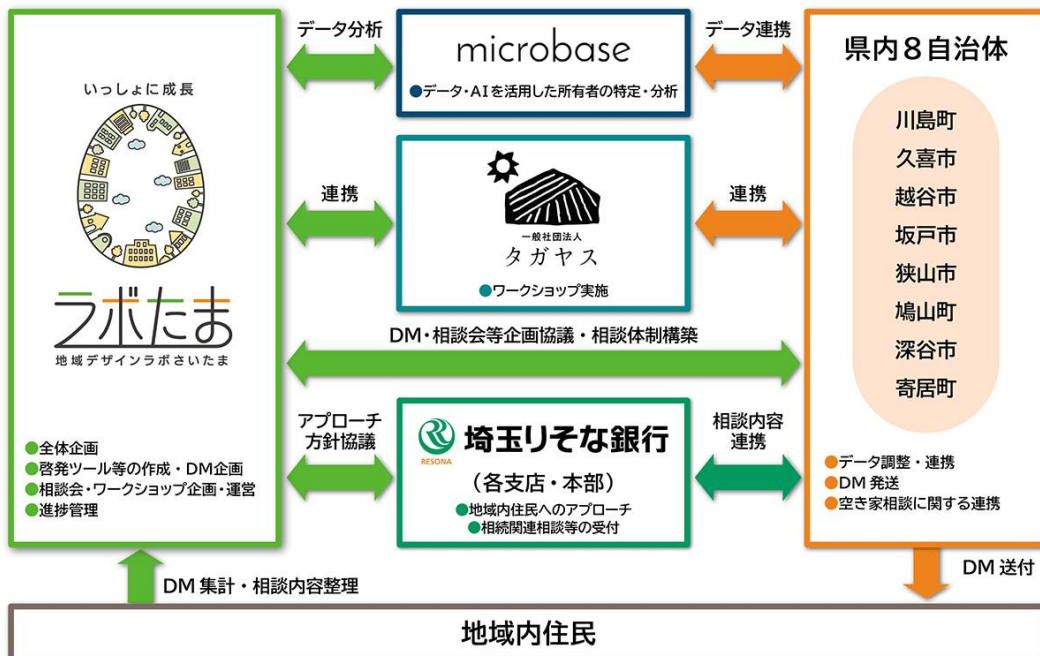 いっしょに成長
ラボたま
地域デザインラボさいたま
●全体企画
●啓発ツール等の作成・DM企画
●相談会・ワークショップ企画・運営
●進捗管理
データ分析
microbase
●データ・AIを活用した所有者の特定・分析
データ連携
連携
一般社団法人
タガヤス
●ワークショップ実施
連携
DM・相談会等企画協議・相談体制構築
アプローチ
方針協議
RESONA
埼玉りそな銀行
(各支店・本部)
●地域内住民へのアプローチ
●相続関連相談等の受付
相談内容
連携
県内8自治体
川島町
久喜市
越谷市
坂戸市
狭山市
鳩山町
深谷市
寄居町
●データ調整・連携
●DM発送
●空き家相談に関する連携
DM集計・相談内容整理
DM送付
地域内住民